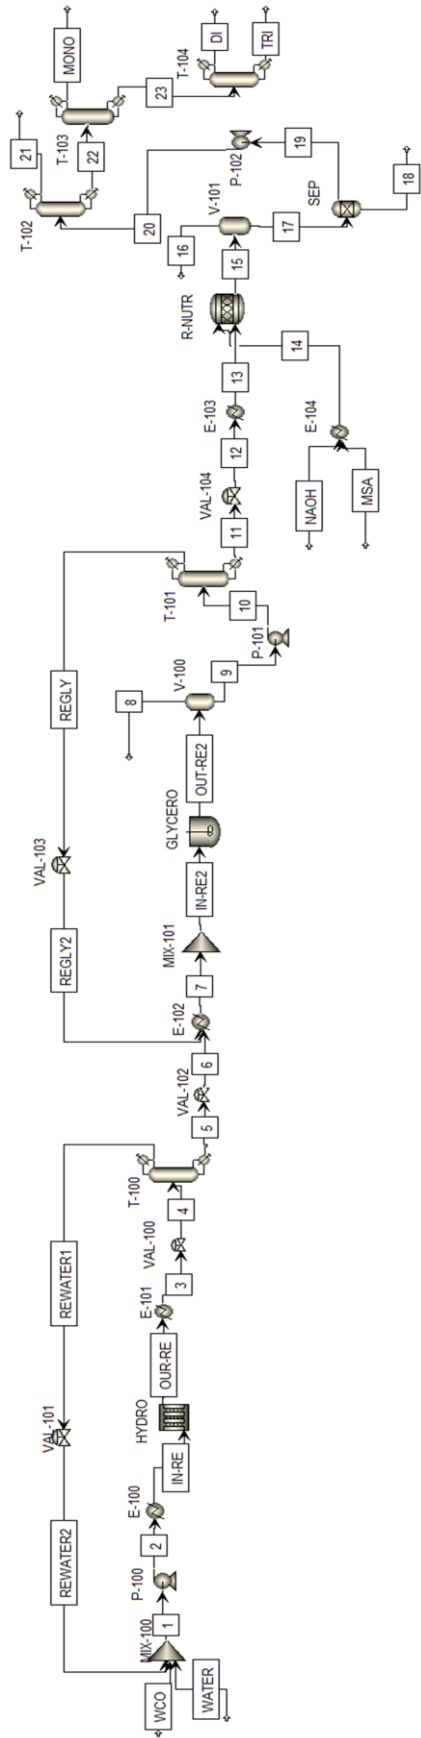 WCO
WATER
MIX-100
1
P-100
2
E-100
IN-RE
HYDRO
OUR-RE
E-101
3
VAL-100
4
T-100
REWATER1
VAL-101
REWATER2
5
VAL-102
6
E-102
7
MIX-101
IN-RE2
GLYCERO
OUT-RE2
V-100
8
9
P-101
10
T-101
REGLY
VAL-103
REGLY2
11
VAL-104
12
E-103
13
NAOH
MSA
E-104
14
R-NUTR
15
V-101
16
17
SEP
18
19
P-102
20
T-102
21
22
T-103
MONO
23
T-104
DI
TRI